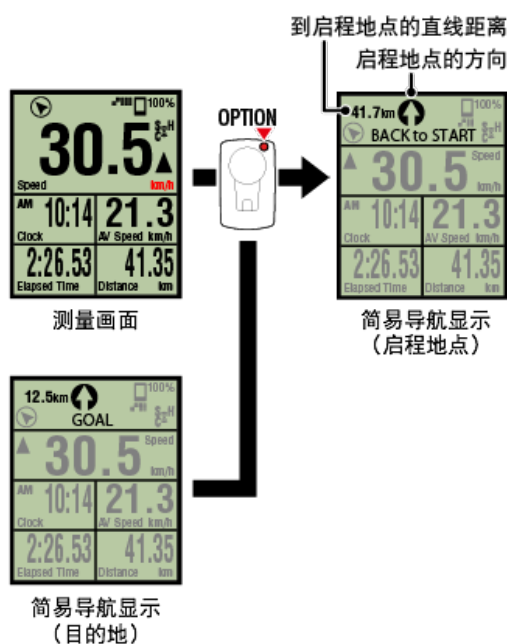 到启程地点的直线距离
启程地点的方向
100%
30.5
Speed km/h
AM 10:14 21.3
Clock AV Speed km/h
2:26.53 41.35
Elapsed Time Distance km
测量画面
OPTION
41.7km 100%
BACK to START
30.5 Speed km/h
AM 10:14 21.3
Clock AV Speed km/h
2:26.53 41.35
Elapsed Time Distance km
简易导航显示
（启程地点）
12.5km 100%
GOAL
30.5 Speed km/h
AM 10:14 21.3
Clock AV Speed km/h
2:26.53 41.35
Elapsed Time Distance km
简易导航显示
（目的地）